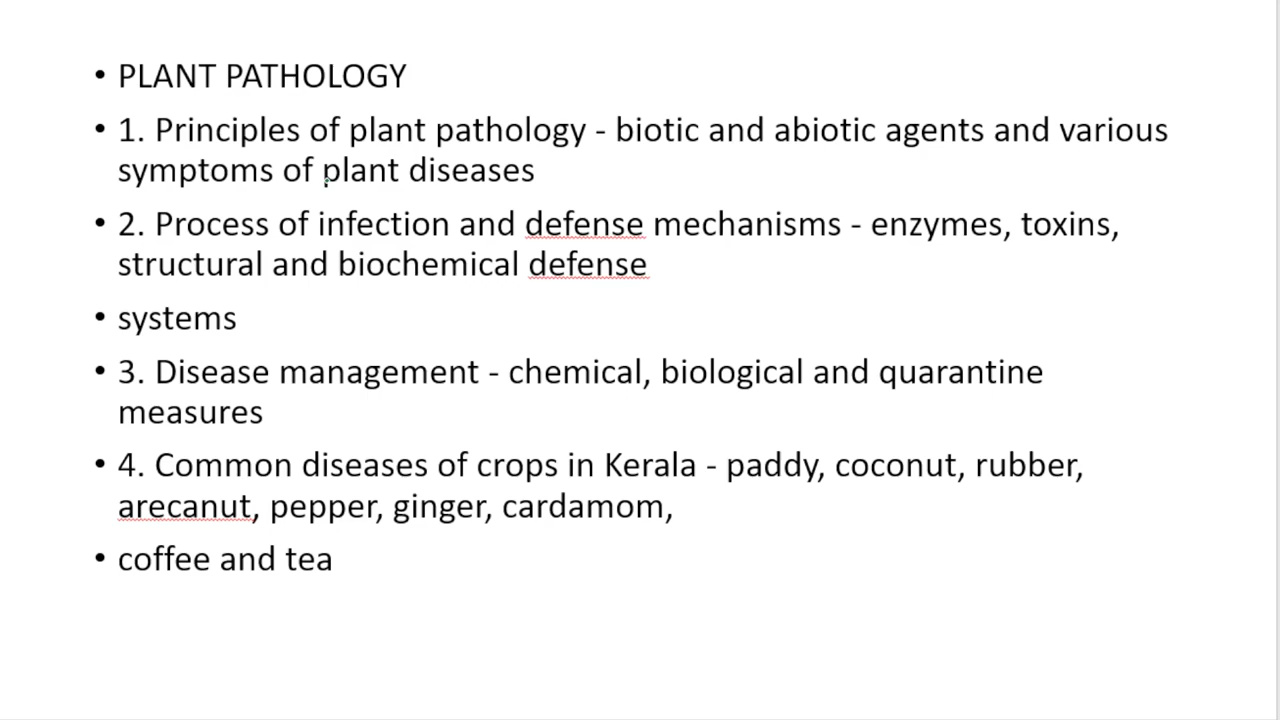 • PLANT PATHOLOGY
• 1. Principles of plant pathology - biotic and abiotic agents and various
symptoms of plant diseases
• 2. Process of infection and defense mechanisms - enzymes, toxins,
structural and biochemical defense
• systems
• 3. Disease management - chemical, biological and quarantine
measures
• 4. Common diseases of crops in Kerala - paddy, coconut, rubber,
arecanut, pepper, ginger, cardamom,
• coffee and tea